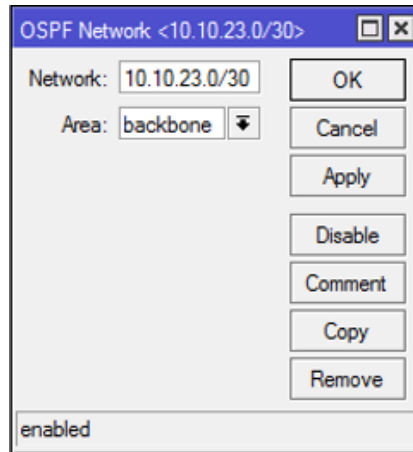 OSPF Network <10.10.23.0/30>
Network: 10.10.23.0/30
OK
Area: backbone
Cancel
Apply
Disable
Comment
Copy
Remove
enabled